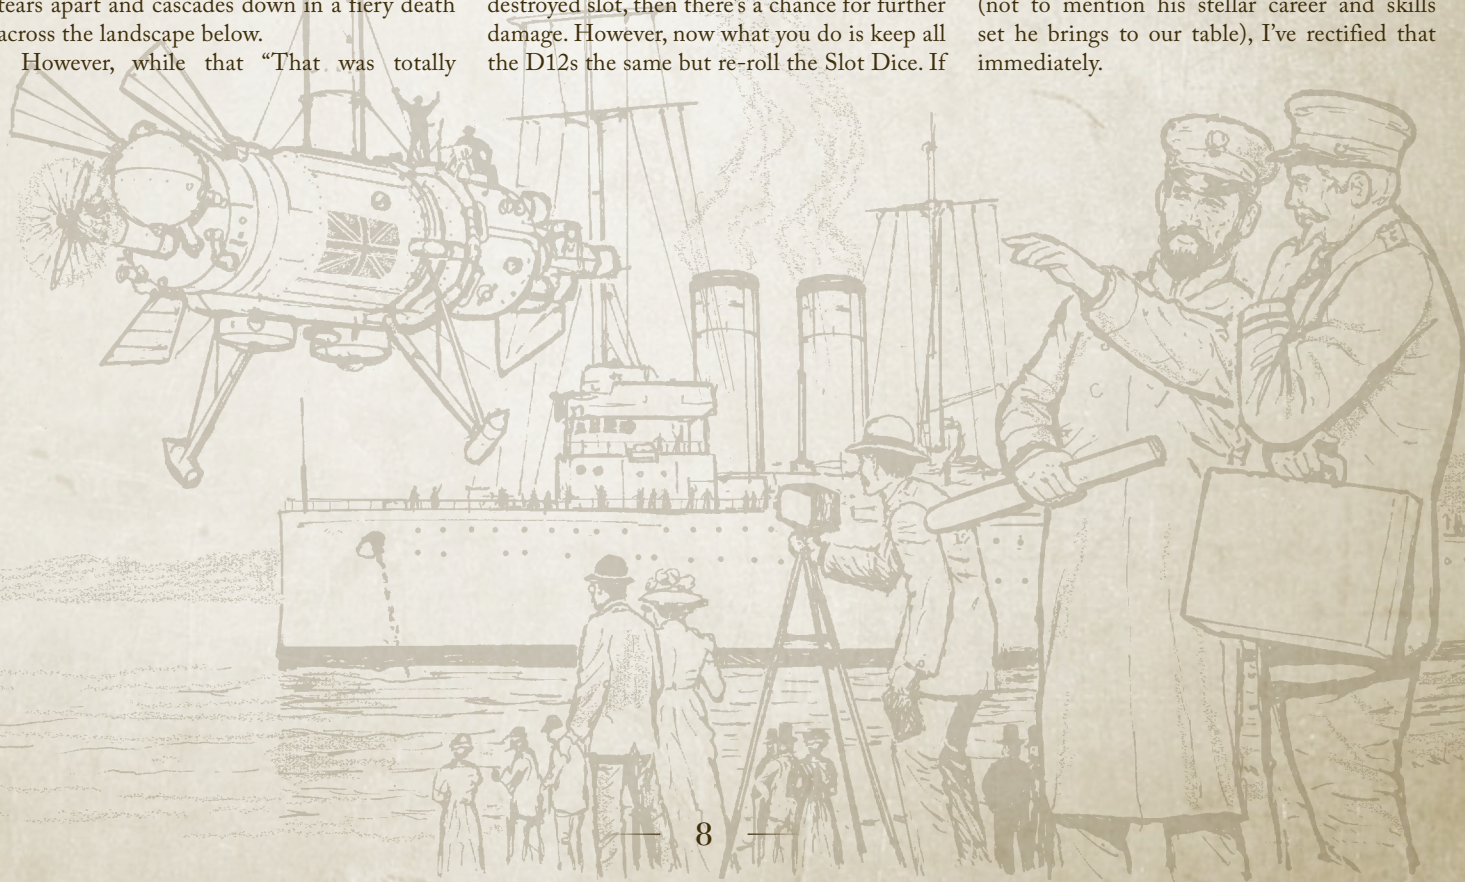 tears apart and cascades down in a fiery death
across the landscape below.
However, while that “That was totally
destroyed slot, then there's a chance for further
damage. However, now what you do is keep all
the D12s the same but re-roll the Slot Dice. If
(not to mention his stellar career and skills
set he brings to our table), I've rectified that
immediately.
8